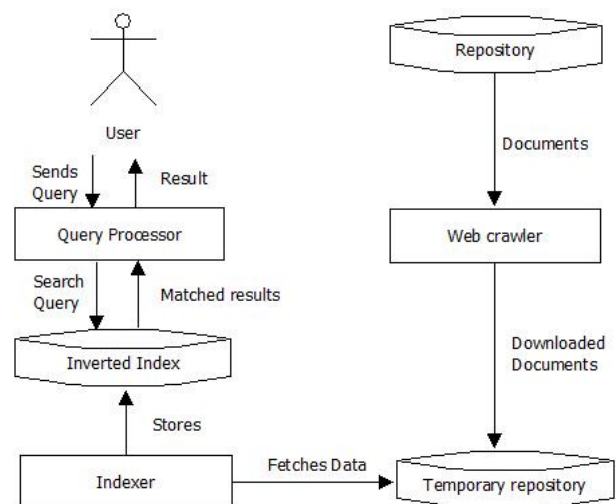 Repository
User
Documents
Sends
Query
Result
Query Processor
Web crawler
Search
Query
Matched results
Inverted Index
Downloaded
Documents
Stores
Indexer
Fetches Data
Temporary repository